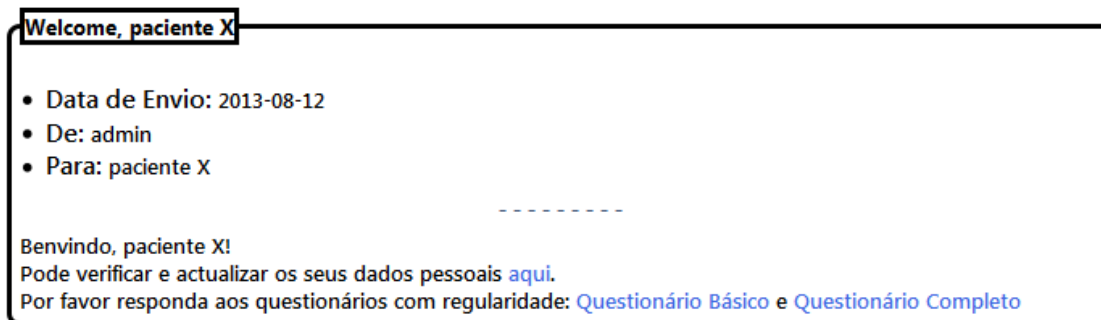 Welcome, paciente X
• Data de Envio: 2013-08-12
• De: admin
• Para: paciente X
- - - - - - - - -
Benvindo, paciente X!
Pode verificar e actualizar os seus dados pessoais aqui.
Por favor responda aos questionários com regularidade: Questionário Básico e Questionário Completo